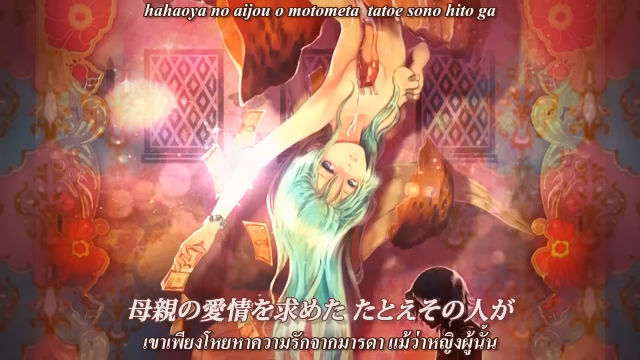 hahaoya no aijou o motometa tatoe sono hito ga
母親の愛情を求めた たとえその人が
เขาเพียงโหยหาความรักจากมารดา แม้ว่าหญิงผู้นั้น